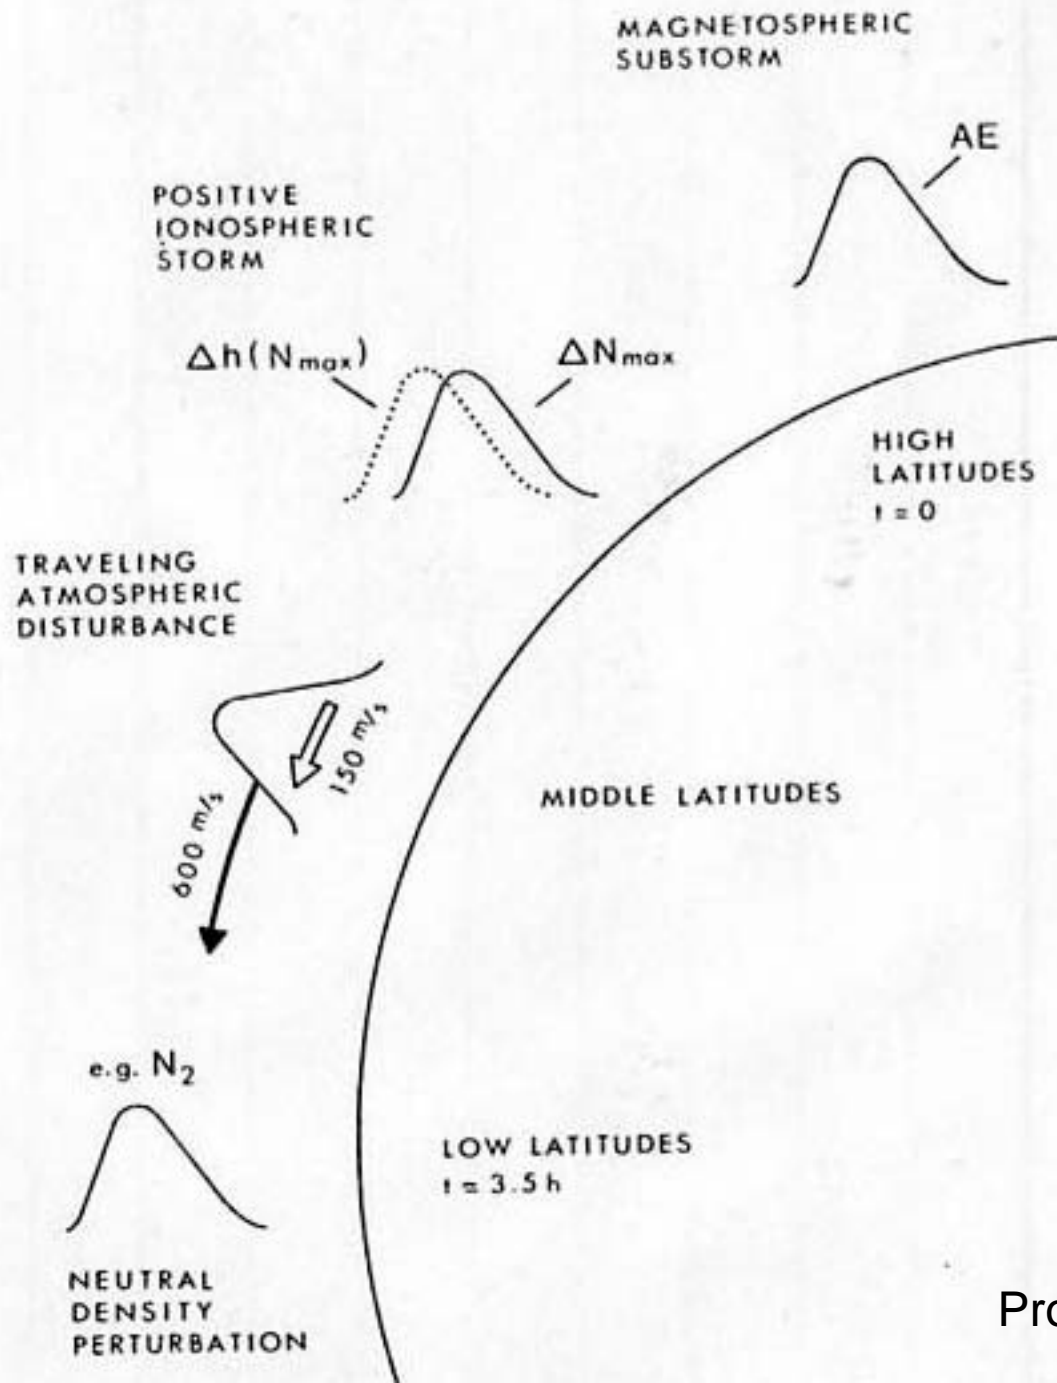 MAGNETOSPHERIC
SUBSTORM
AE
POSITIVE
IONOSPHERIC
STORM
Δh(Nmax)
ΔNmax
HIGH
LATITUDES
t = 0
TRAVELING
ATMOSPHERIC
DISTURBANCE
150 m/s
600 m/s
MIDDLE LATITUDES
e.g. N2
LOW LATITUDES
t ≈ 3.5 h
NEUTRAL
DENSITY
PERTURBATION